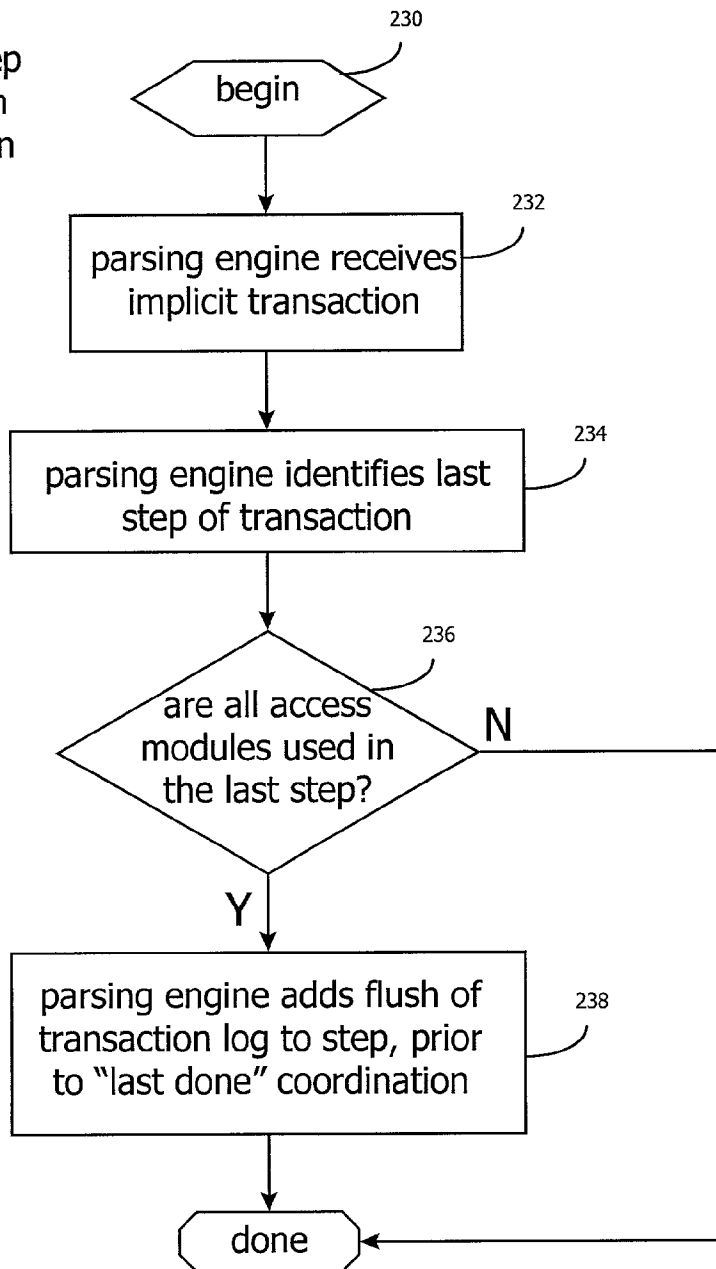 230
begin
232
parsing engine receives
implicit transaction
234
parsing engine identifies last
step of transaction
236
are all access
modules used in
the last step?
N
Y
238
parsing engine adds flush of
transaction log to step, prior
to “last done” coordination
done